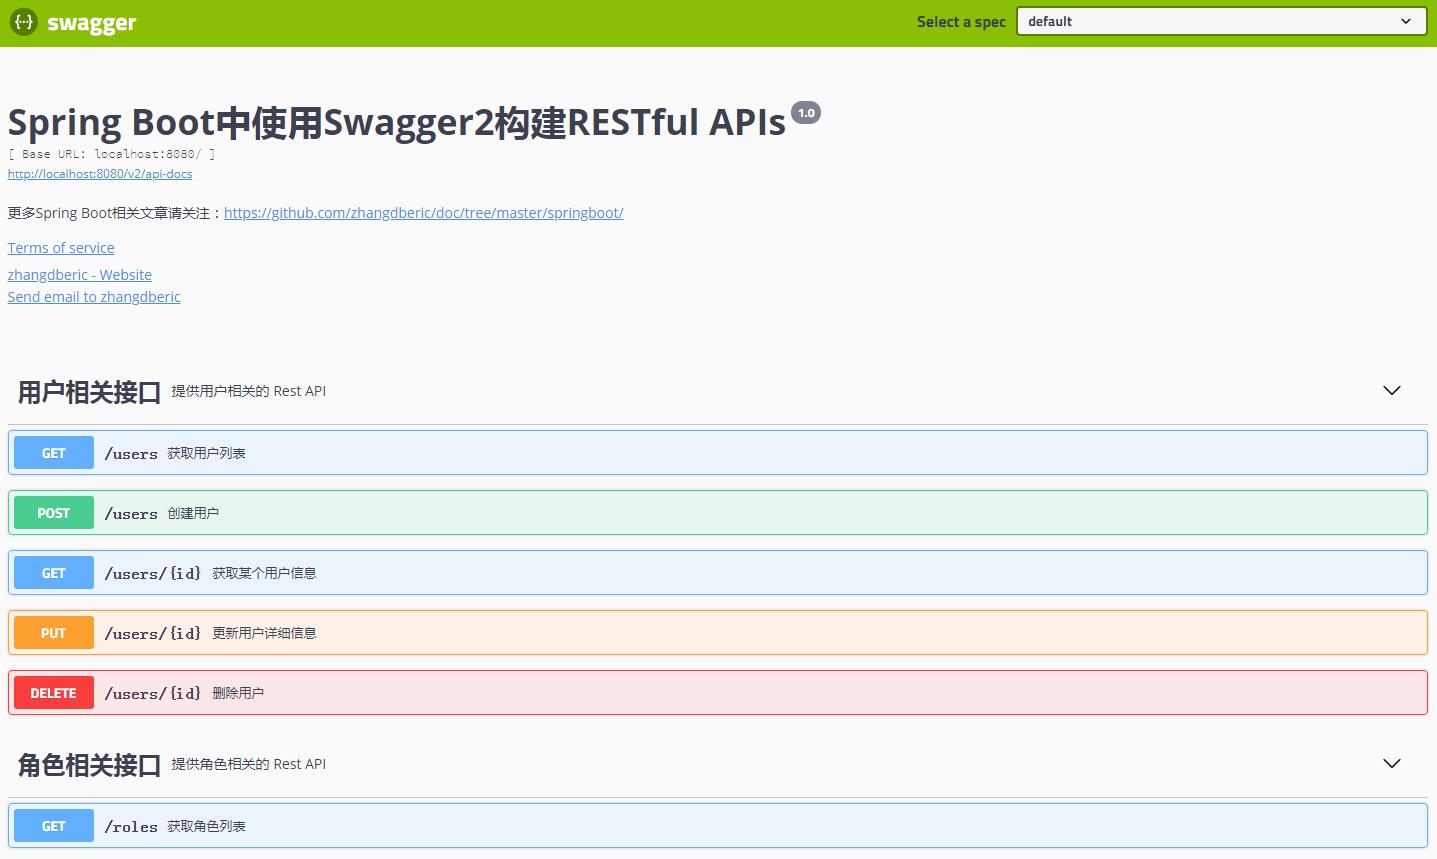 swagger
Select a spec default
Spring Boot中使用Swagger2构建RESTful APIs 1.0
[ Base URL: localhost:8080/ ]
http://localhost:8080/v2/api-docs
更多Spring Boot相关文章请关注：https://github.com/zhangdberic/doc/tree/master/springboot/
Terms of service
zhangdberic - Website
Send email to zhangdberic
用户相关接口 提供用户相关的 Rest API
GET /users 获取用户列表
POST /users 创建用户
GET /users/{id} 获取某个用户信息
PUT /users/{id} 更新用户详细信息
DELETE /users/{id} 删除用户
角色相关接口 提供角色相关的 Rest API
GET /roles 获取角色列表